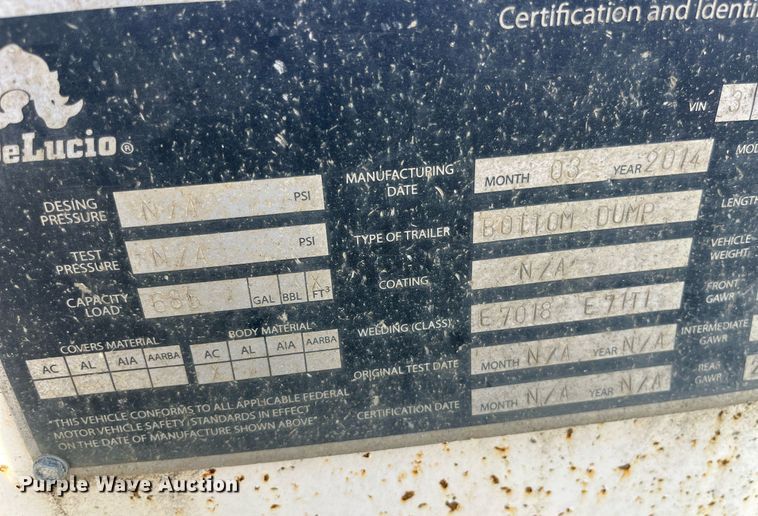 Certification and Identi
VIN 3
DeLucio®
DESING PRESSURE N/A PSI
TEST PRESSURE N/A PSI
CAPACITY LOAD 686 GAL BBL X FT³
COVERS MATERIAL
AC AL AIA AARBA
BODY MATERIAL
AC AL AIA AARBA
X
"THIS VEHICLE CONFORMS TO ALL APPLICABLE FEDERAL
MOTOR VEHICLE SAFETY STANDARDS IN EFFECT
ON THE DATE OF MANUFACTURE SHOWN ABOVE"
MANUFACTURING DATE MONTH 03 YEAR 2014
TYPE OF TRAILER BOTTOM DUMP
COATING N/A
WELDING (CLASS) E7018 E71T1
ORIGINAL TEST DATE MONTH N/A YEAR N/A
CERTIFICATION DATE MONTH N/A YEAR N/A
MOD
LENGTH
VEHICLE
WEIGHT
FRONT
GAWR
INTERMEDIATE
GAWR
REAR
GAWR 2
Purple Wave Auction